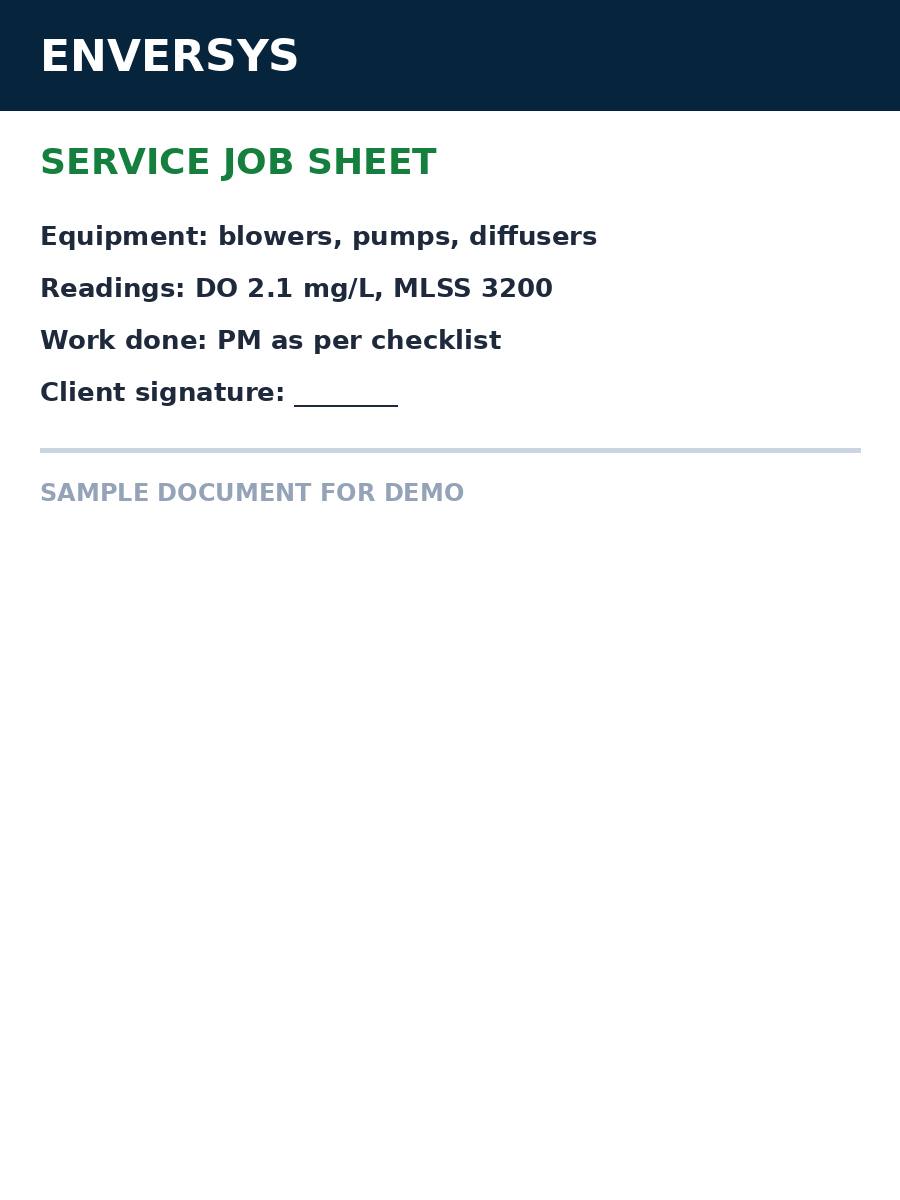 ENVERSYS
SERVICE JOB SHEET
Equipment: blowers, pumps, diffusers
Readings: DO 2.1 mg/L, MLSS 3200
Work done: PM as per checklist
Client signature: ________
SAMPLE DOCUMENT FOR DEMO